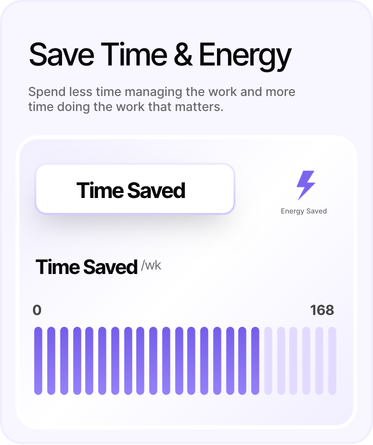 Save Time & Energy
Spend less time managing the work and more
time doing the work that matters.
Time Saved
Energy Saved
Time Saved /wk
0 168